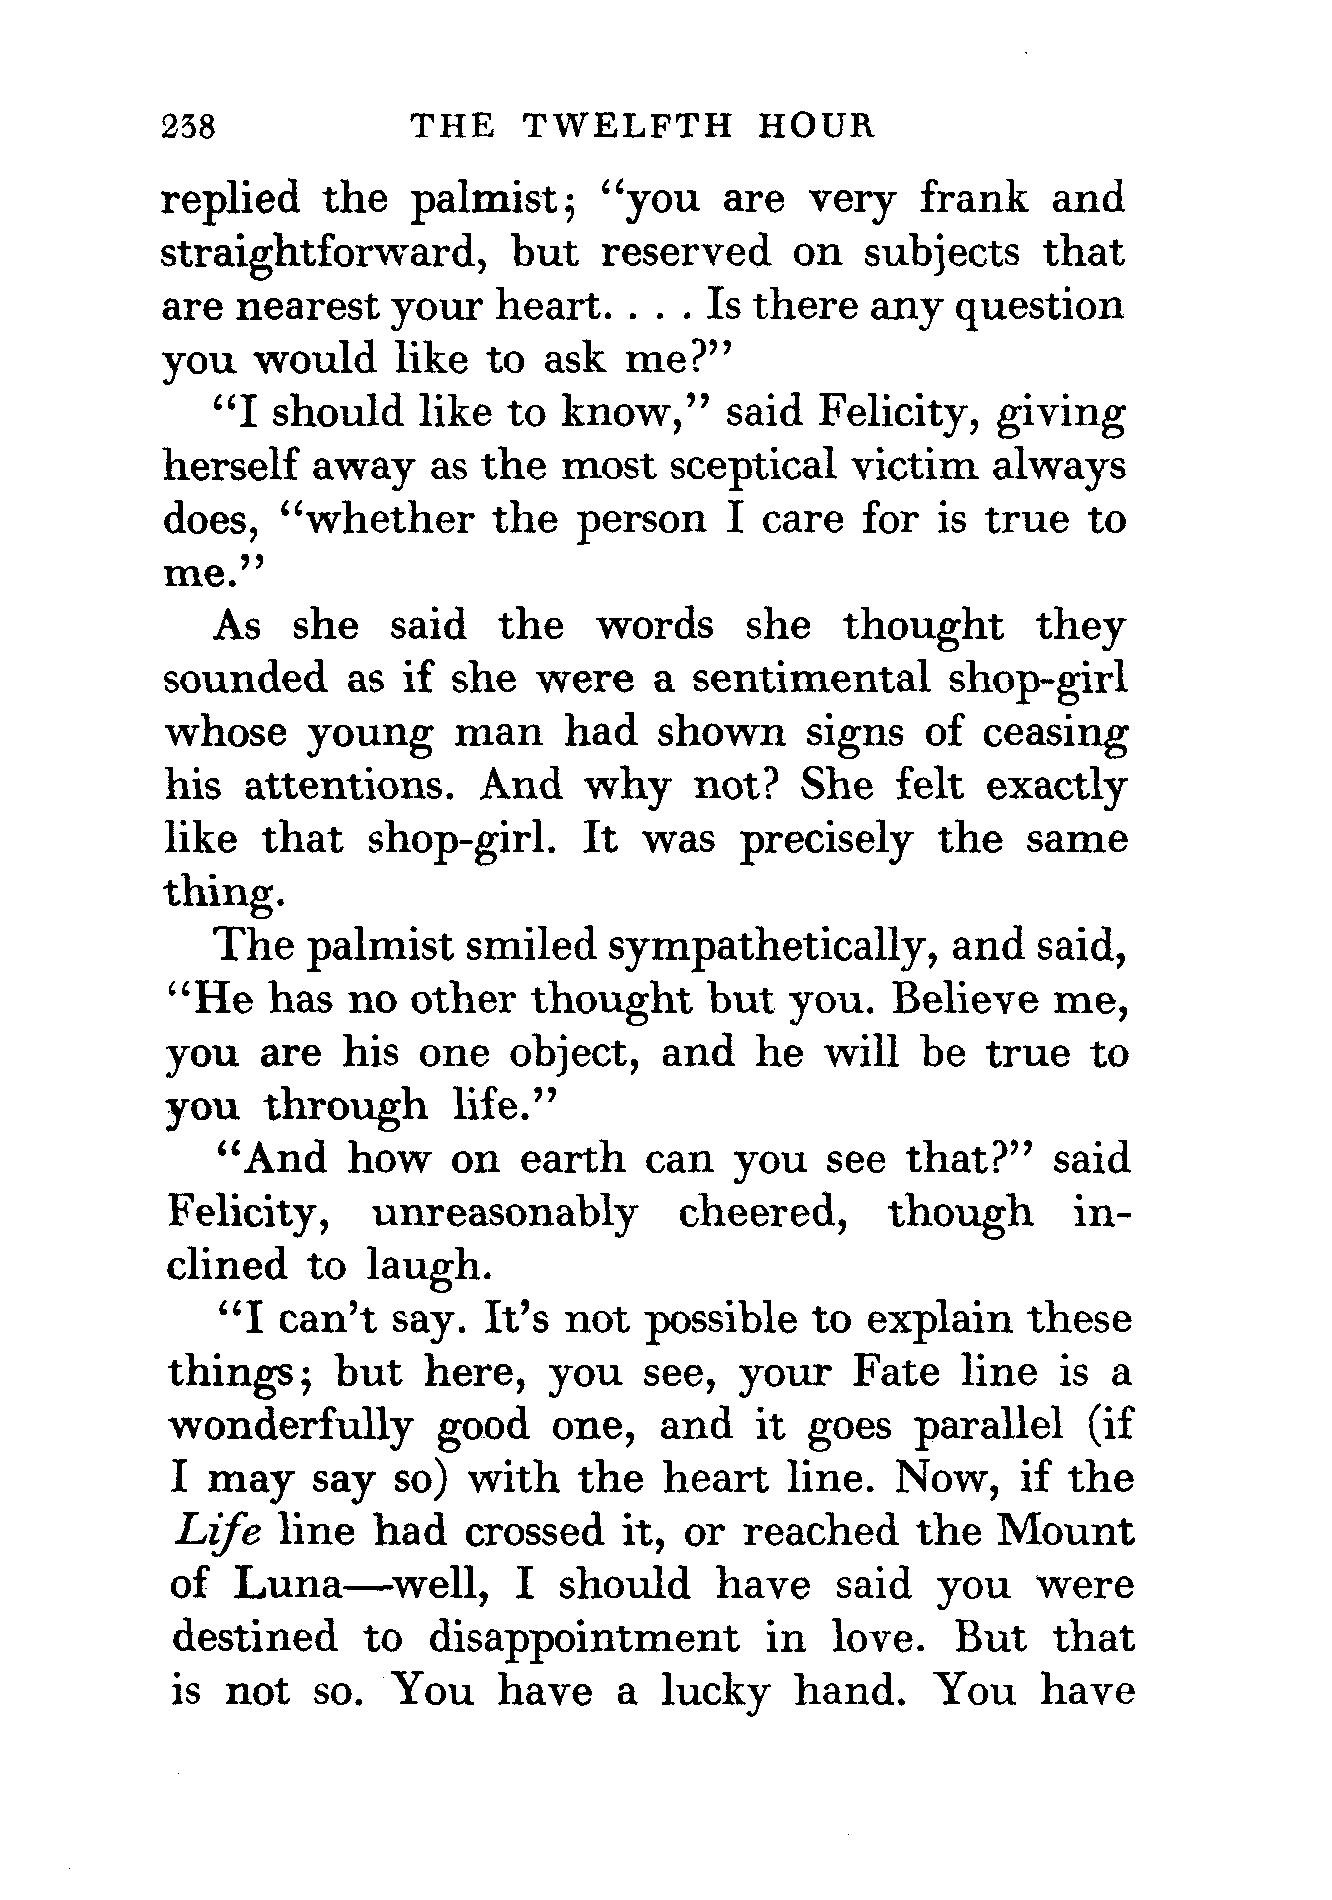 238 THE TWELFTH HOUR
replied the palmist; “you are very frank and
straightforward, but reserved on subjects that
are nearest your heart. . . . Is there any question
you would like to ask me?”
“I should like to know,” said Felicity, giving
herself away as the most sceptical victim always
does, “whether the person I care for is true to
me.”
As she said the words she thought they
sounded as if she were a sentimental shop-girl
whose young man had shown signs of ceasing
his attentions. And why not? She felt exactly
like that shop-girl. It was precisely the same
thing.
The palmist smiled sympathetically, and said,
“He has no other thought but you. Believe me,
you are his one object, and he will be true to
you through life.”
“And how on earth can you see that?” said
Felicity, unreasonably cheered, though in-
clined to laugh.
“I can’t say. It’s not possible to explain these
things; but here, you see, your Fate line is a
wonderfully good one, and it goes parallel (if
I may say so) with the heart line. Now, if the
Life line had crossed it, or reached the Mount
of Luna—well, I should have said you were
destined to disappointment in love. But that
is not so. You have a lucky hand. You have